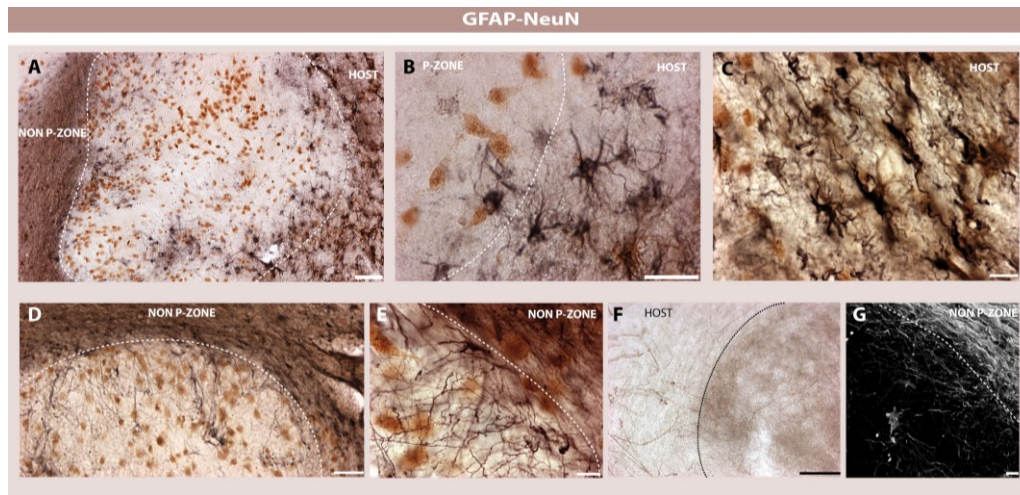 GFAP-NeuN
A
HOST
NON P-ZONE
B
P-ZONE
HOST
C
HOST
D
NON P-ZONE
E
NON P-ZONE
F
HOST
G
NON P-ZONE